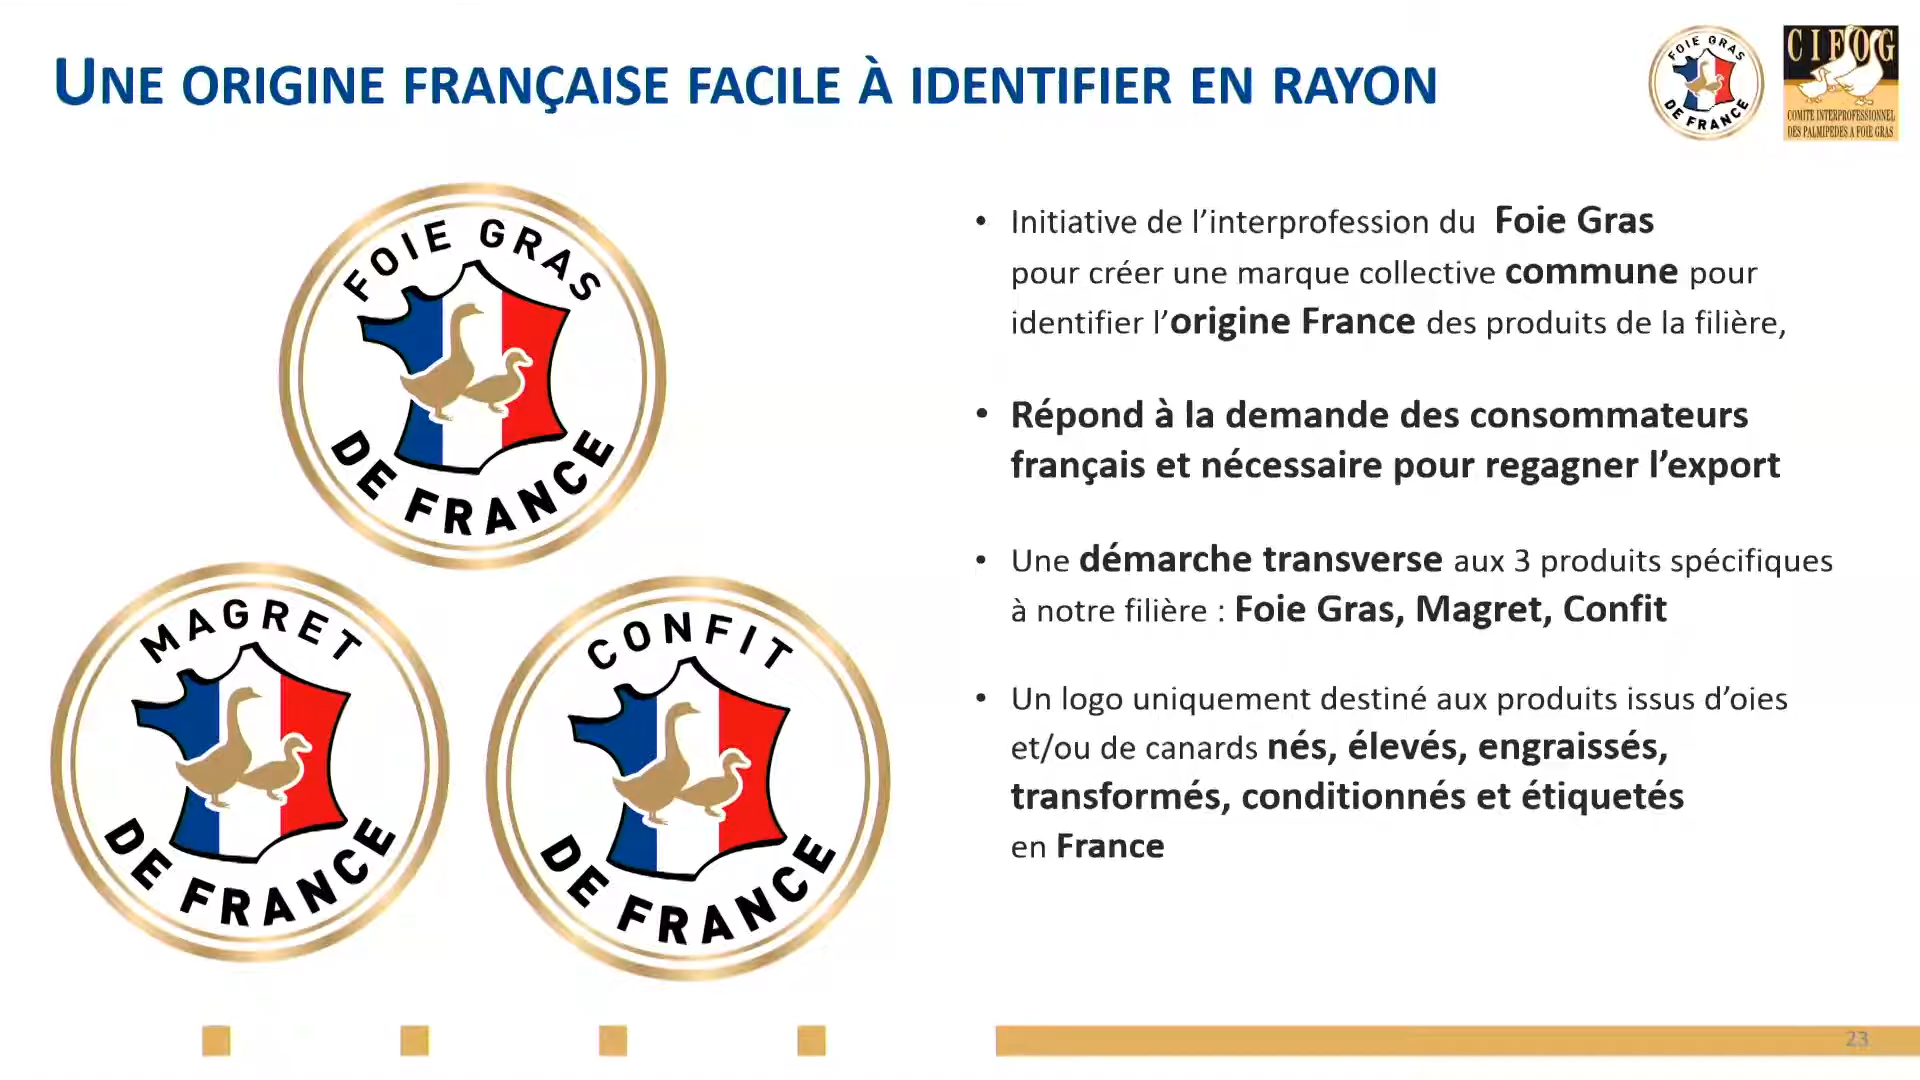 UNE ORIGINE FRANÇAISE FACILE À IDENTIFIER EN RAYON
FOIE GRAS
DE FRANCE
CIFOG
COMITE INTERPROFESSIONNEL
DES PALMIPEDES A FOIE GRAS
FOIE GRAS
DE FRANCE
MAGRET
DE FRANCE
CONFIT
DE FRANCE
• Initiative de l’interprofession du Foie Gras
pour créer une marque collective commune pour
identifier l’origine France des produits de la filière,
• Répond à la demande des consommateurs
français et nécessaire pour regagner l’export
• Une démarche transverse aux 3 produits spécifiques
à notre filière : Foie Gras, Magret, Confit
• Un logo uniquement destiné aux produits issus d’oies
et/ou de canards nés, élevés, engraissés,
transformés, conditionnés et étiquetés
en France
23